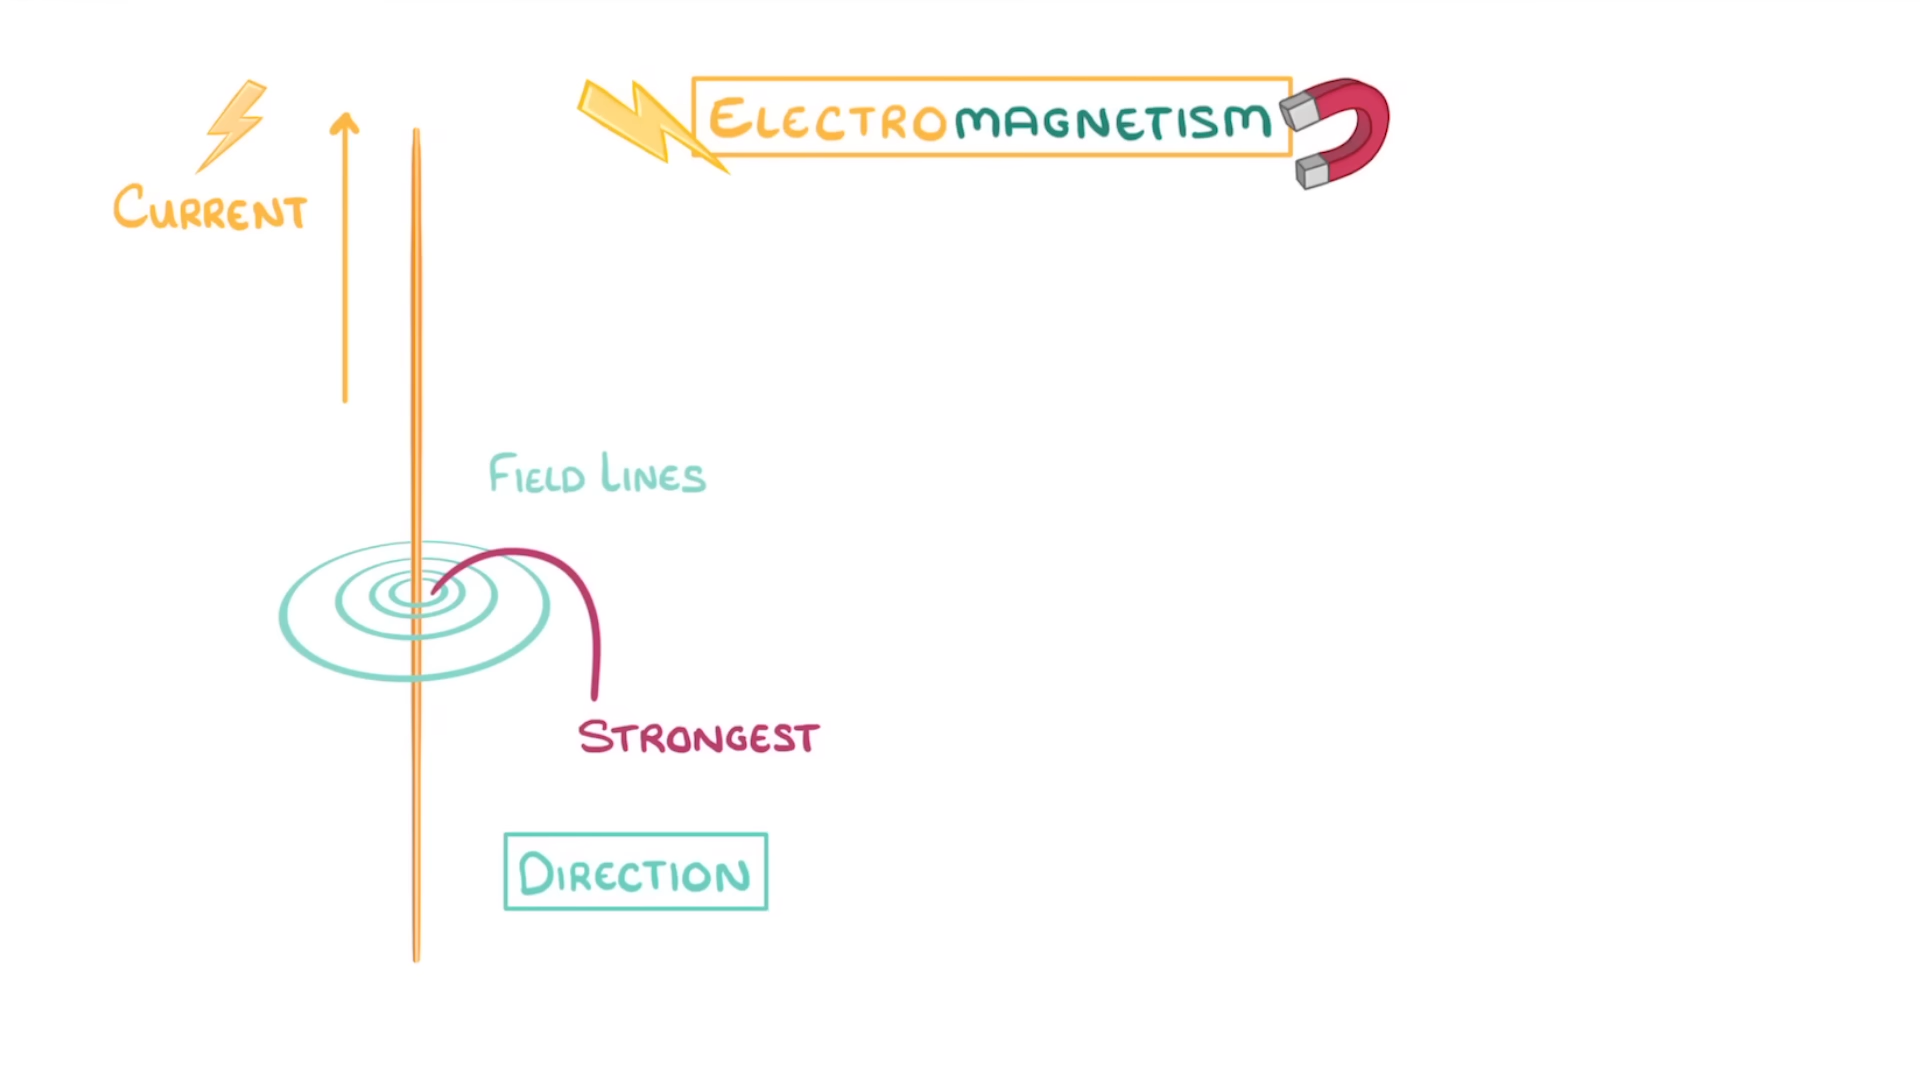 ELECTROMAGNETISM
CURRENT
FIELD LINES
STRONGEST
DIRECTION